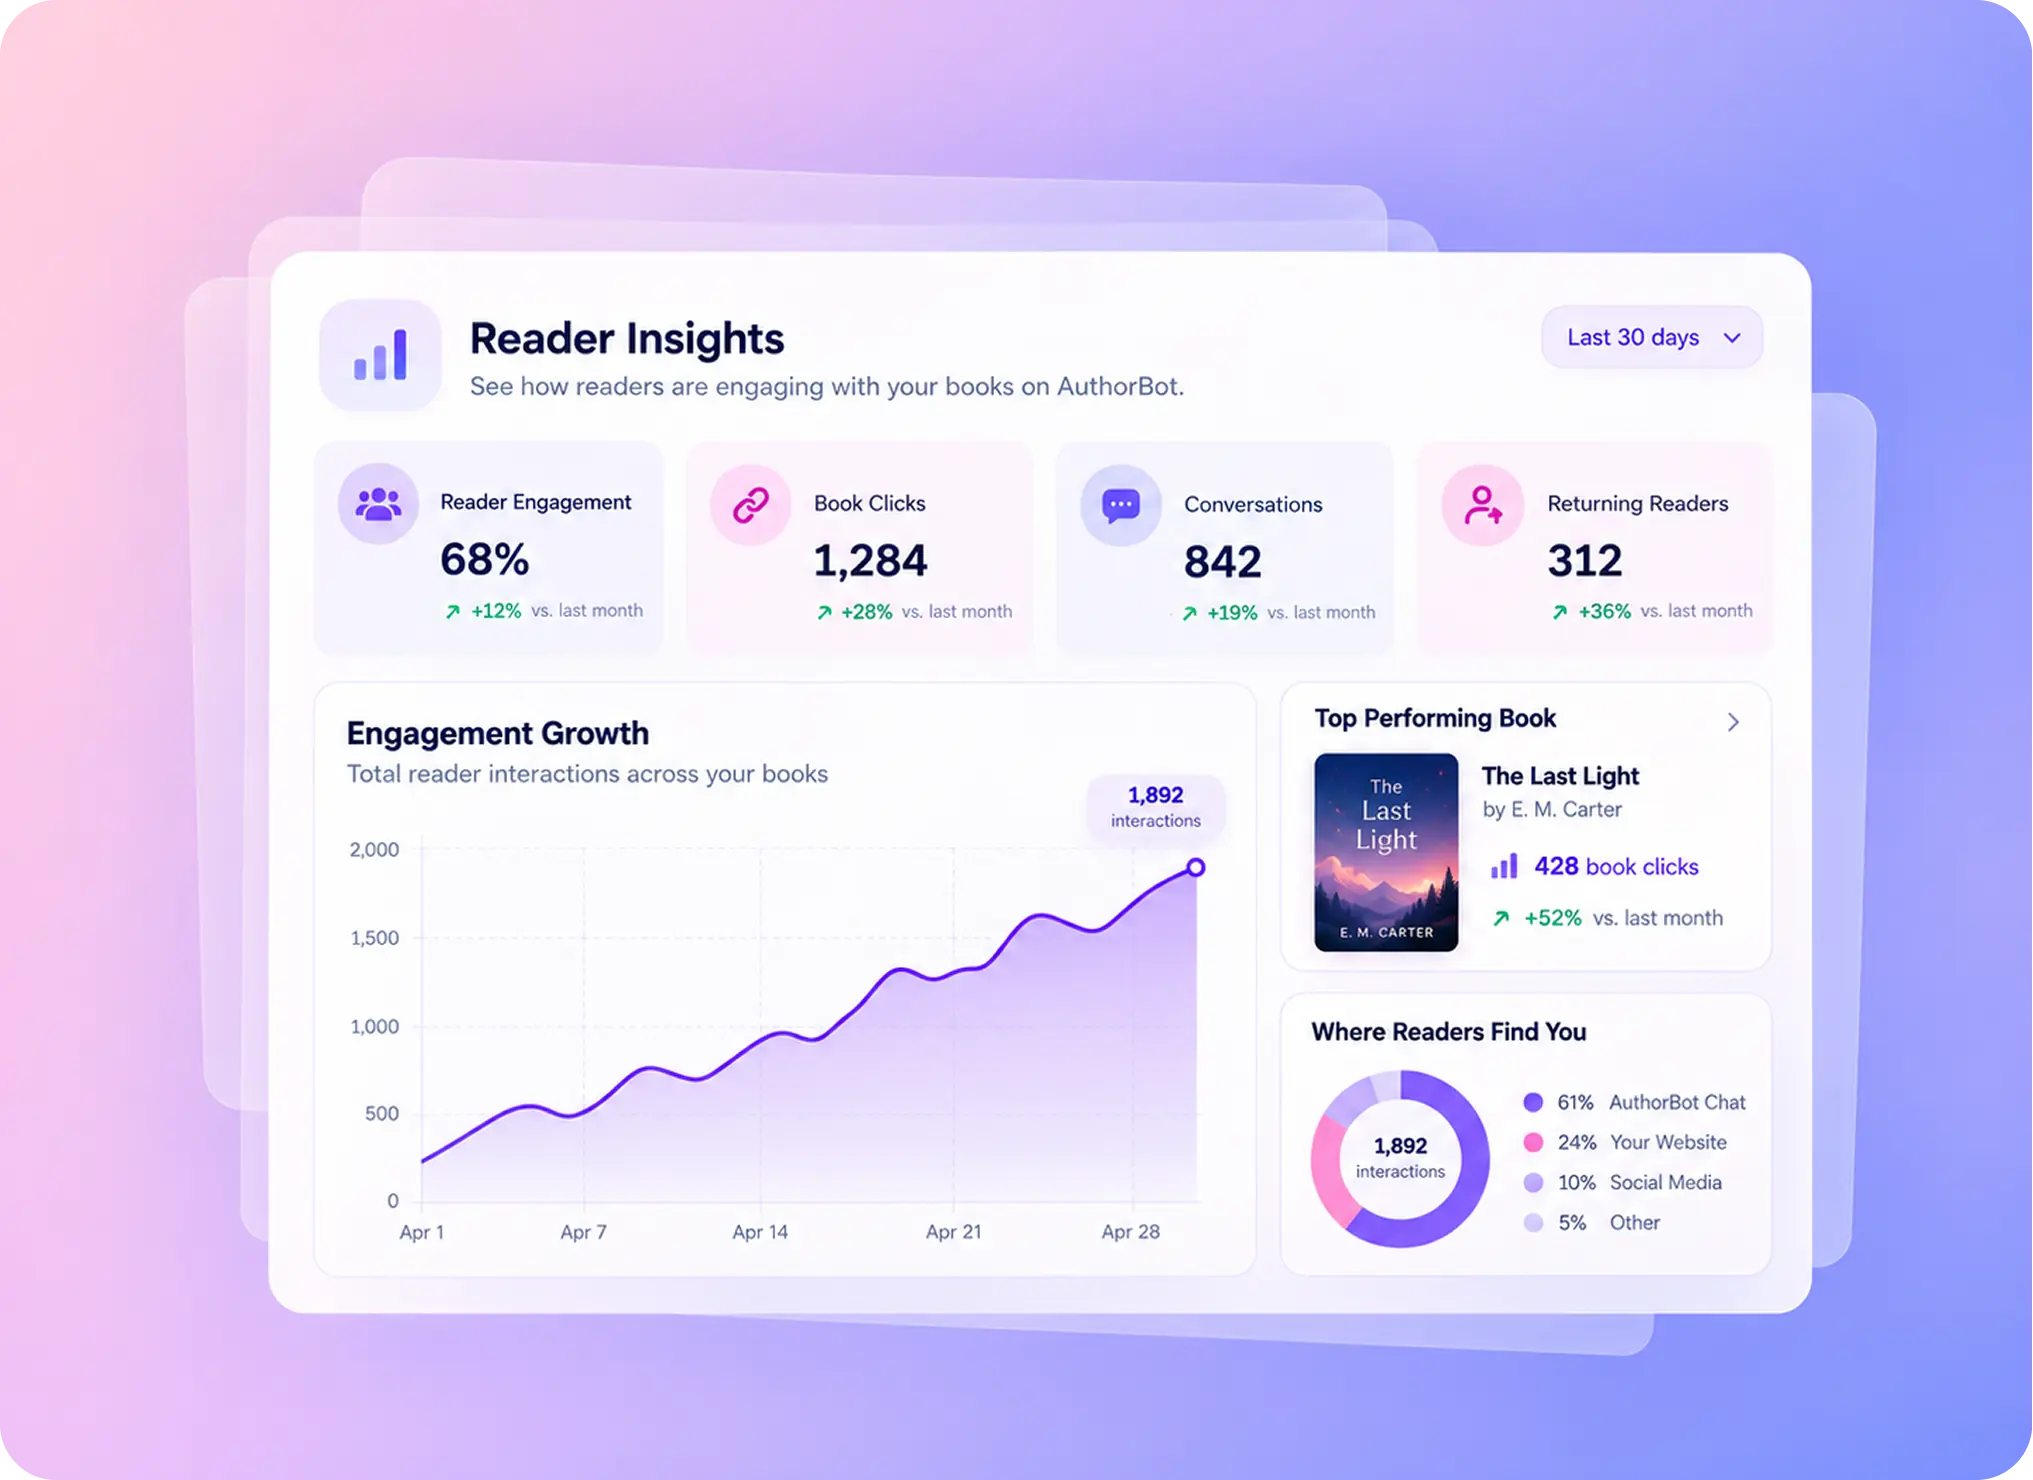 Reader Insights
See how readers are engaging with your books on AuthorBot.
Last 30 days
Reader Engagement
68%
+12% vs. last month
Book Clicks
1,284
+28% vs. last month
Conversations
842
+19% vs. last month
Returning Readers
312
+36% vs. last month
Engagement Growth
Total reader interactions across your books
1,892
interactions
2,000
1,500
1,000
500
0
Apr 1
Apr 7
Apr 14
Apr 21
Apr 28
Top Performing Book
The
Last
Light
E. M. CARTER
The Last Light
by E. M. Carter
428 book clicks
+52% vs. last month
Where Readers Find You
1,892
interactions
61% AuthorBot Chat
24% Your Website
10% Social Media
5% Other